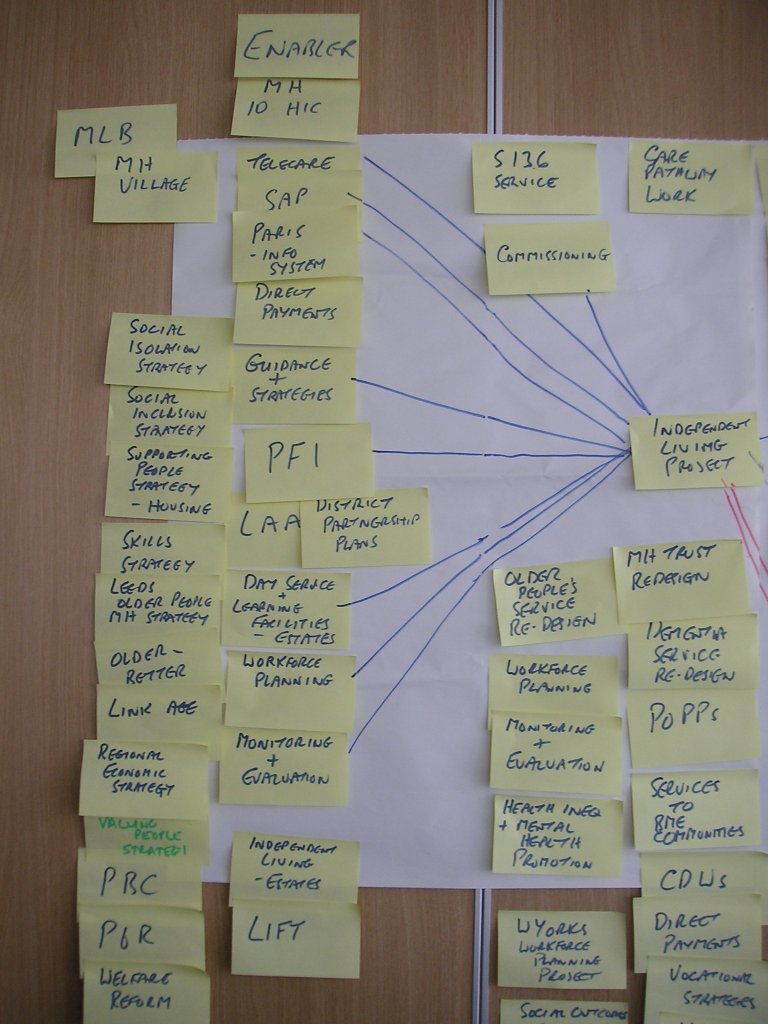 ENABLER
MH
10 HIC
MLB
MH
VILLAGE
TELECARE
SAP
PARIS
- INFO
SYSTEM
DIRECT
PAYMENTS
GUIDANCE
+
STRATEGIES
PFI
LAA
DISTRICT
PARTNERSHIP
PLANS
DAY SERVICE
+
LEARNING
FACILITIES
- ESTATES
WORKFORCE
PLANNING
MONITORING
+
EVALUATION
INDEPENDENT
LIVING
- ESTATES
LIFT
SOCIAL
ISOLATION
STRATEGY
SOCIAL
INCLUSION
STRATEGY
SUPPORTING
PEOPLE
STRATEGY
- HOUSING
SKILLS
STRATEGY
LEEDS
OLDER PEOPLE
MH STRATEGY
OLDER-
BETTER
LINK AGE
REGIONAL
ECONOMIC
STRATEGY
VALUING
PEOPLE
STRATEGI
PBC
PbR
WELFARE
REFORM
S136
SERVICE
COMMISSIONING
CARE
PATHWAY
WORK
INDEPENDENT
LIVING
PROJECT
OLDER
PEOPLE'S
SERVICE
RE-DESIGN
WORKFORCE
PLANNING
MONITORING
+
EVALUATION
HEALTH INEQ
+ MENTAL
HEALTH
PROMOTION
WYORKS
WORKFORCE
PLANNING
PROJECT
SOCIAL OUTCOMES
MH TRUST
REDESIGN
DEMENTIA
SERVICE
RE-DESIGN
POPPs
SERVICES
TO
BME
COMMUNITIES
CDWs
DIRECT
PAYMENTS
VOCATIONAL
STRATEGIES